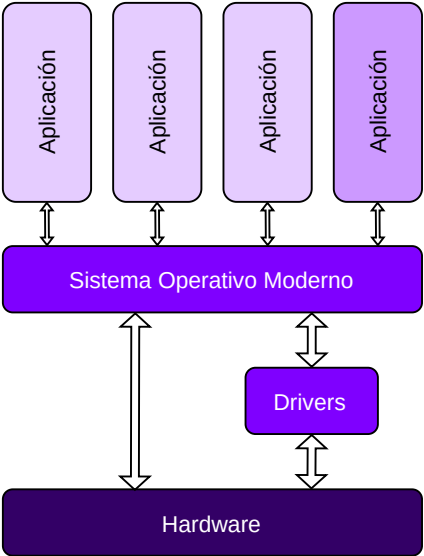 Aplicación
Aplicación
Aplicación
Aplicación
Sistema Operativo Moderno
Drivers
Hardware